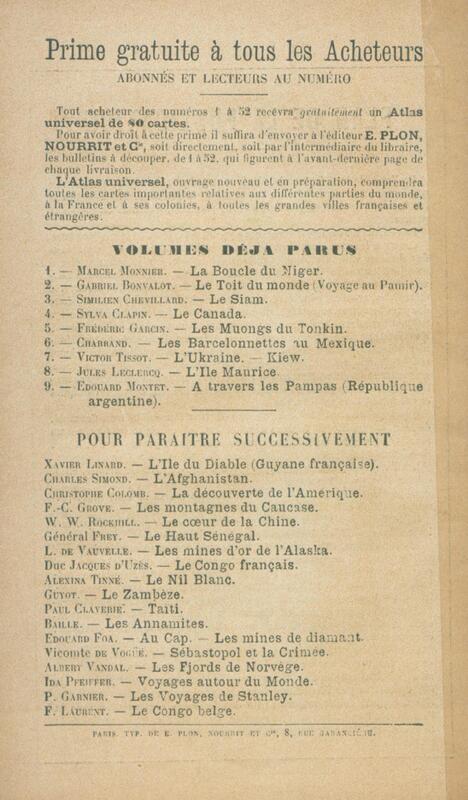 Prime gratuite à tous les Acheteurs
ABONNÉS ET LECTEURS AU NUMÉRO
Tout acheteur des numéros 1 à 52 recevra gratuitement un Atlas
universel de 80 cartes.
Pour avoir droit à cette prime il suffira d'envoyer à l'éditeur E. PLON,
NOURRIT et Cie, soit directement, soit par l'intermédiaire du libraire,
les bulletins à découper, de 1 à 52, qui figurent à l'avant-dernière page de
chaque livraison.
L'Atlas universel, ouvrage nouveau et en préparation, comprendra
toutes les cartes importantes relatives aux différentes parties du monde,
à la France et à ses colonies, à toutes les grandes villes françaises et
étrangères.
VOLUMES DÉJA PARUS
1. — MARCEL MONNIER. — La Boucle du Niger.
2. — GABRIEL BONVALOT. — Le Toit du monde (Voyage au Pamir).
3. — SIMILIEN CHEVILLARD. — Le Siam.
4. — SYLVA CLAPIN. — Le Canada.
5. — FRÉDÉRIC GARCIN. — Les Muongs du Tonkin.
6. — CHABRAND. — Les Barcelonnettes au Mexique.
7. — VICTOR TISSOT. — L'Ukraine. — Kiew.
8. — JULES LECLERCQ. — L'Ile Maurice.
9. — EDOUARD MONTET. — A travers les Pampas (République
argentine).
POUR PARAITRE SUCCESSIVEMENT
XAVIER LINARD. — L'Ile du Diable (Guyane française).
CHARLES SIMOND. — L'Afghanistan.
CHRISTOPHE COLOMB. — La découverte de l'Amérique.
F.-C. GROVE. — Les montagnes du Caucase.
W. W. ROCKHILL. — Le cœur de la Chine.
Général FREY. — Le Haut Sénégal.
L. DE VAUVELLE. — Les mines d'or de l'Alaska.
Duc JACQUES D'UZÈS. — Le Congo français.
ALEXINA TINNÉ. — Le Nil Blanc.
GUYOT. — Le Zambèze.
PAUL CLAVERIE. — Taïti.
BAILLE. — Les Annamites.
EDOUARD FOA. — Au Cap. — Les mines de diamant.
Vicomte DE VOGÜÉ. — Sébastopol et la Crimée.
ALBERT VANDAL. — Les Fjords de Norvège.
IDA PFEIFFER. — Voyages autour du Monde.
P. GARNIER. — Les Voyages de Stanley.
F. LAURENT. — Le Congo belge.
PARIS. TYP. DE E. PLON, NOURRIT ET Cie, 8, RUE GARANCIÈRE.